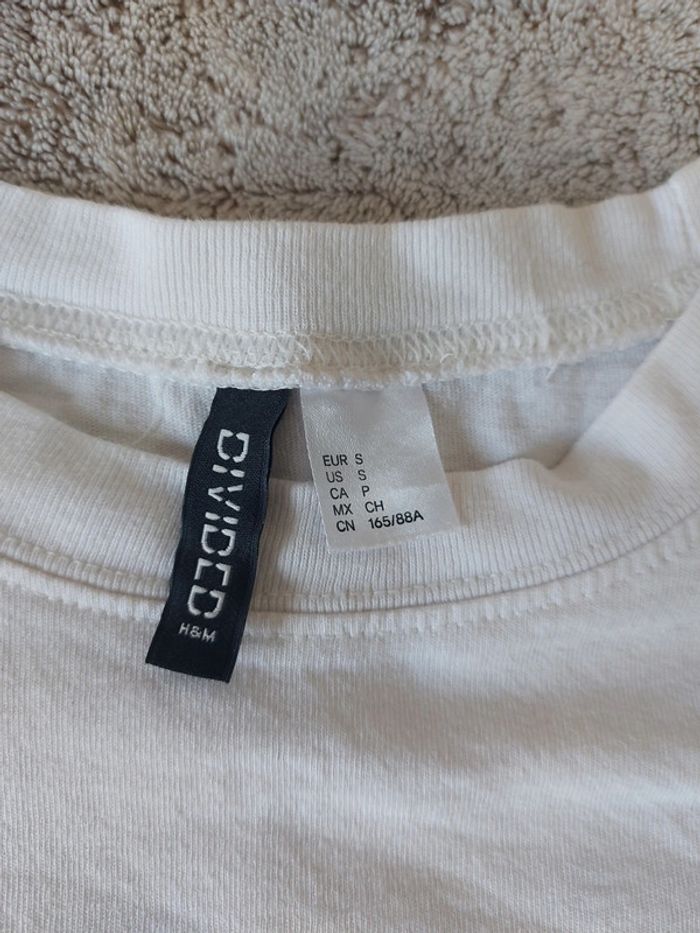 DIVIDED
H&M
EUR S
US S
CA P
MX CH
CN 165/88A